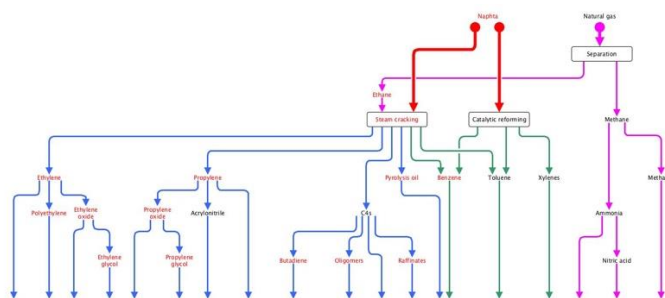 Naphta
Natural gas
Separation
Ethane
Steam cracking
Catalytic reforming
Methane
Ethylene
Propylene
Pyrolysis oil
Benzene
Toluene
Xylenes
Metha
Polyethylene
Ethylene
oxide
Propylene
oxide
Acrylonitrile
C4s
Ammonia
Ethylene
glycol
Propylene
glycol
Butadiene
Oligomers
Raffinates
Nitric acid